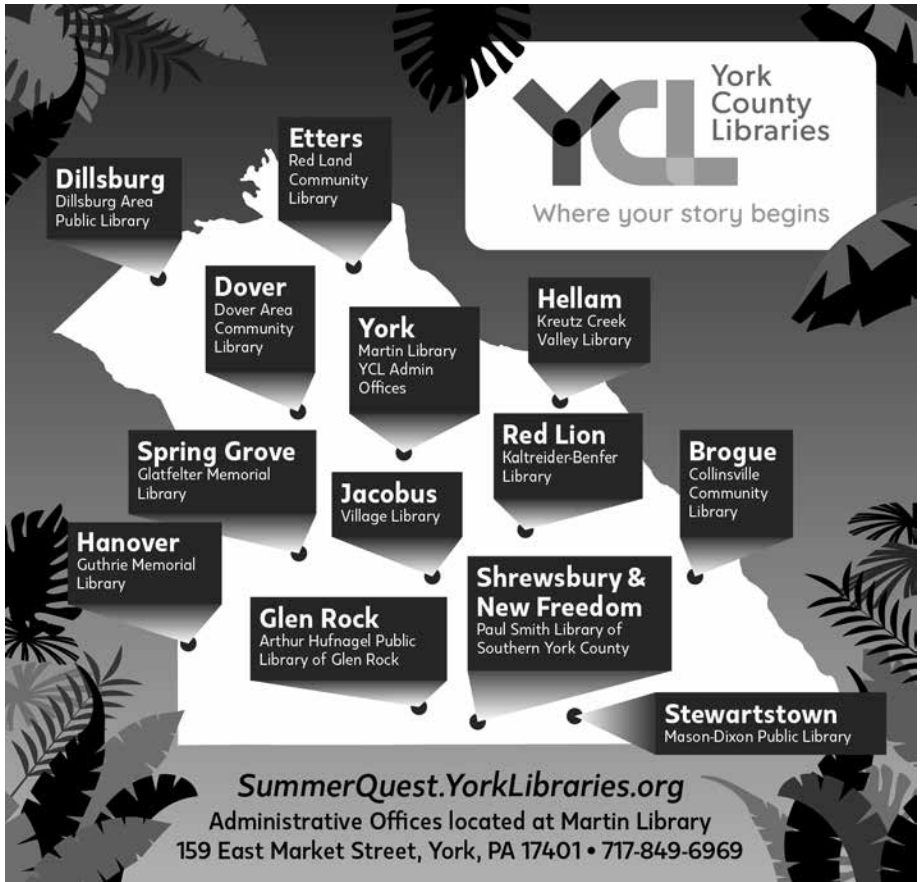 YCL
York
County
Libraries
Where your story begins
Etters
Red Land
Community
Library
Dillsburg
Dillsburg Area
Public Library
Dover
Dover Area
Community
Library
York
Martin Library
YCL Admin
Offices
Hellam
Kreutz Creek
Valley Library
Spring Grove
Glatfelter Memorial
Library
Jacobus
Village Library
Red Lion
Kaltreider-Benfer
Library
Brogue
Collinsville
Community
Library
Hanover
Guthrie Memorial
Library
Glen Rock
Arthur Hufnagel Public
Library of Glen Rock
Shrewsbury &
New Freedom
Paul Smith Library of
Southern York County
Stewartstown
Mason-Dixon Public Library
SummerQuest.YorkLibraries.org
Administrative Offices located at Martin Library
159 East Market Street, York, PA 17401 • 717-849-6969